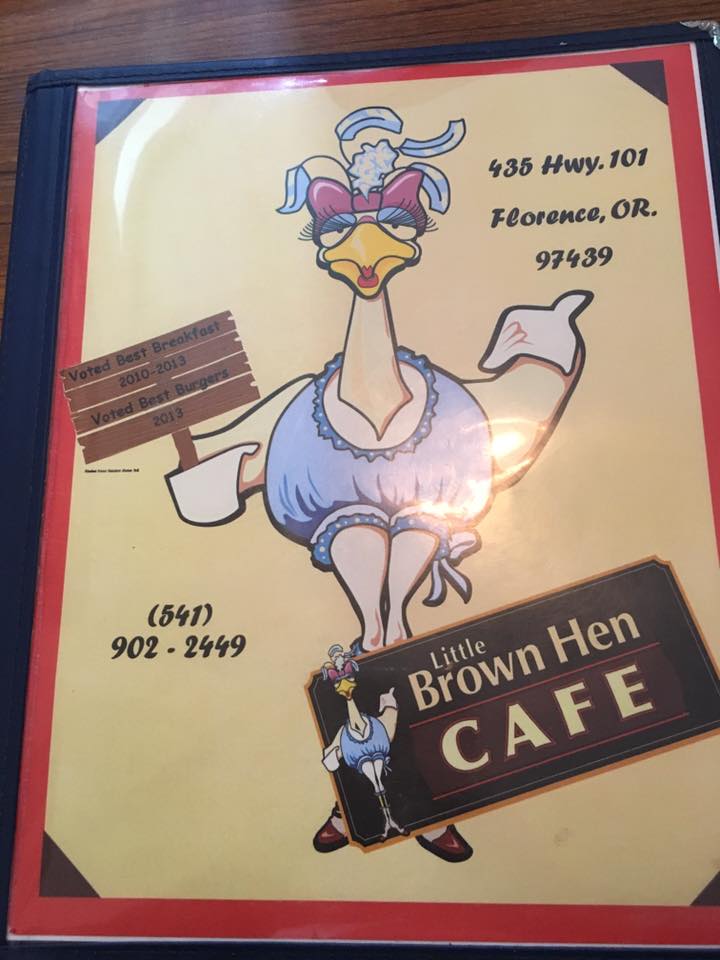 435 Hwy. 101
Florence, OR.
97439
Voted Best Breakfast
2010-2013
Voted Best Burgers
2013
(541)
902 - 2449
Little
Brown Hen
CAFE